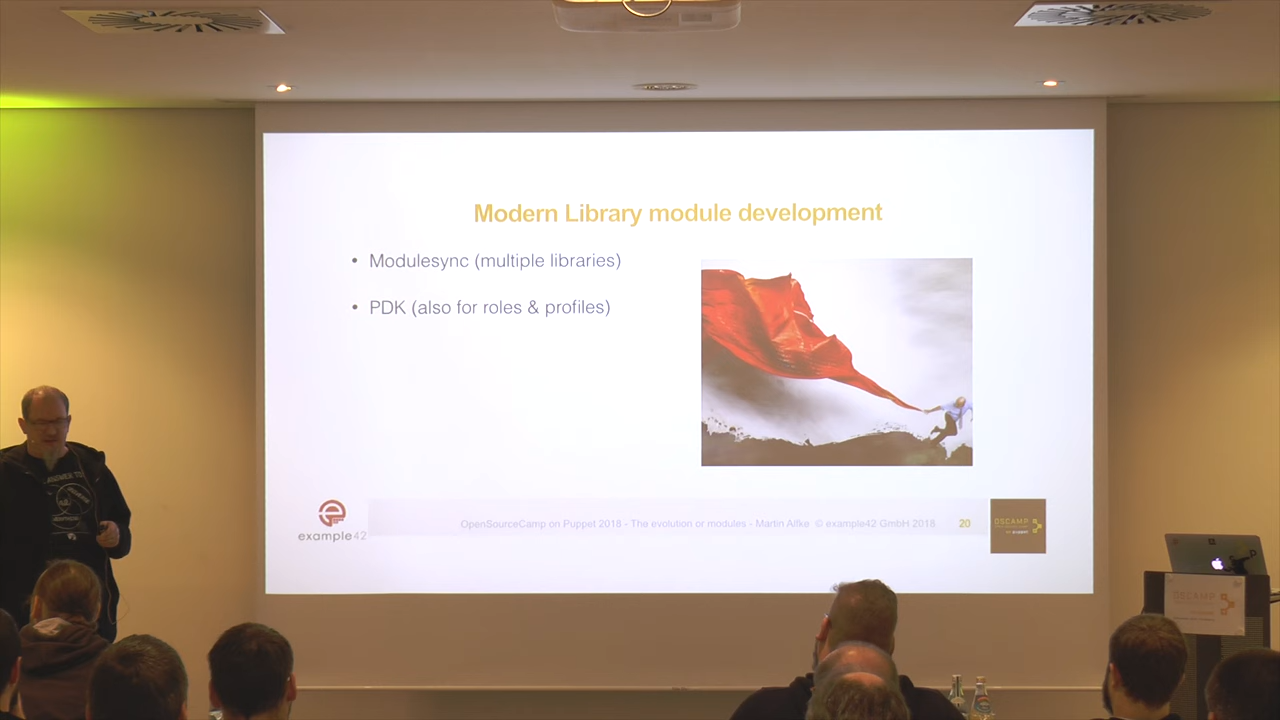 Modern Library module development
• Modulesync (multiple libraries)
• PDK (also for roles & profiles)
example42
OpenSourceCamp on Puppet 2018 - The evolution or modules - Martin Alfke © example42 GmbH 2018
20
OSCAMP
OSCAMP